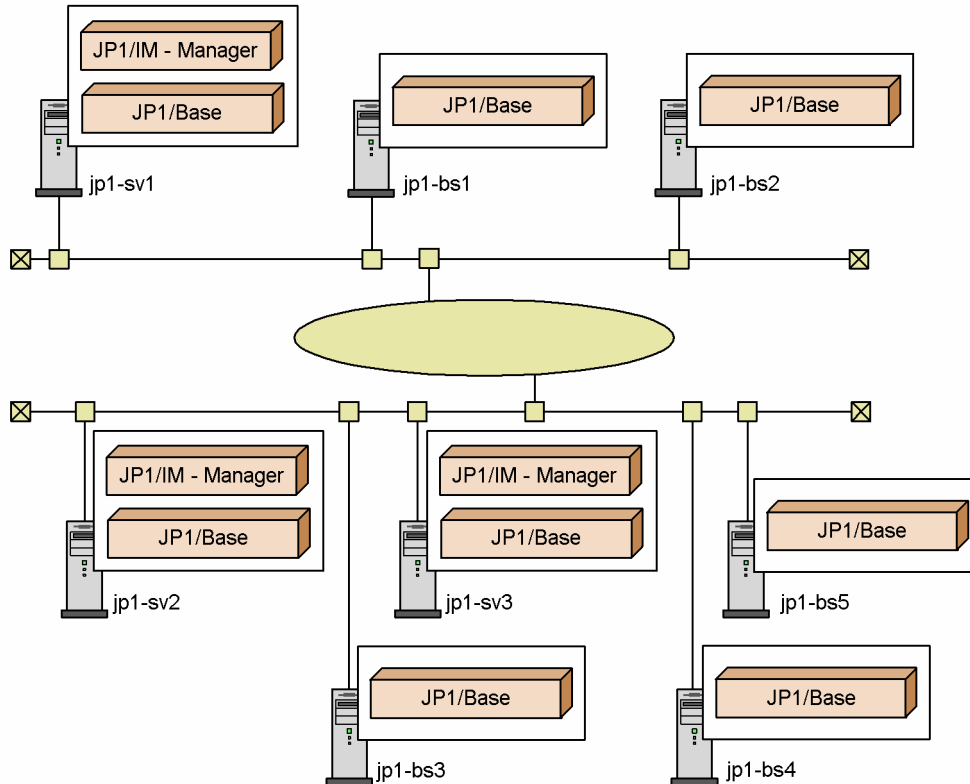 JP1/IM - Manager
JP1/Base
jp1-sv1
JP1/Base
jp1-bs1
JP1/Base
jp1-bs2
JP1/IM - Manager
JP1/Base
jp1-sv2
JP1/IM - Manager
JP1/Base
jp1-sv3
JP1/Base
jp1-bs5
JP1/Base
jp1-bs3
JP1/Base
jp1-bs4